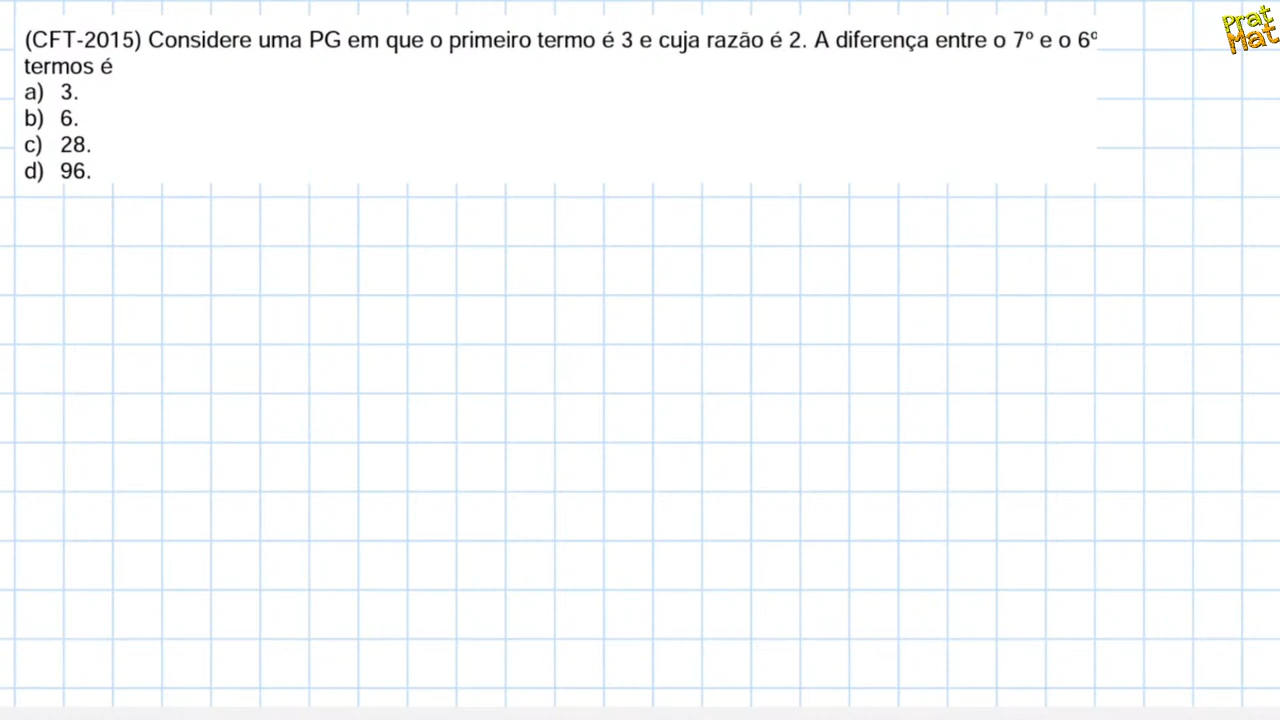 (CFT-2015) Considere uma PG em que o primeiro termo é 3 e cuja razão é 2. A diferença entre o 7º e o 6º
termos é
a) 3.
b) 6.
c) 28.
d) 96.
Prat
Mat